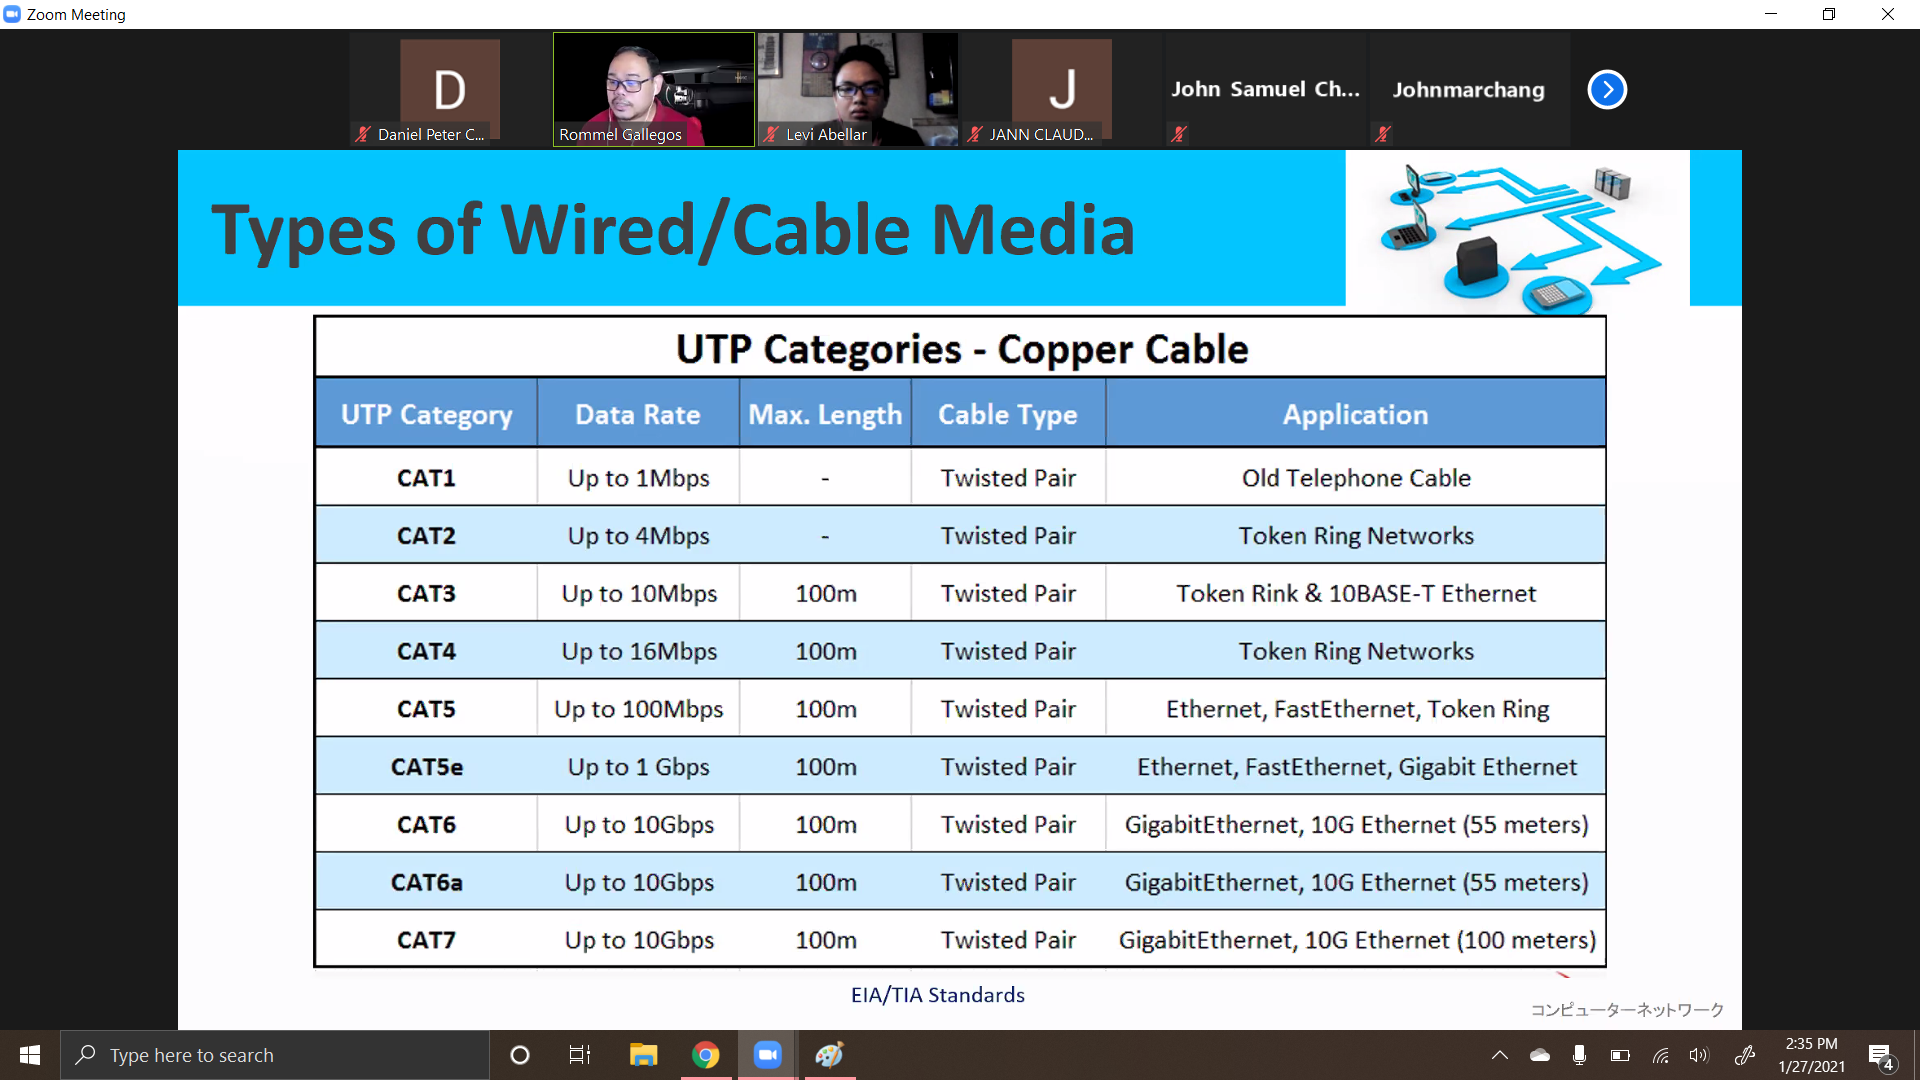 Zoom Meeting
D
Daniel Peter C...
Rommel Gallegos
Levi Abellar
J
JANN CLAUD...
John Samuel Ch...
Johnmarchang
Types of Wired/Cable Media
UTP Categories - Copper Cable
UTP Category Data Rate Max. Length Cable Type Application
CAT1 Up to 1Mbps - Twisted Pair Old Telephone Cable
CAT2 Up to 4Mbps - Twisted Pair Token Ring Networks
CAT3 Up to 10Mbps 100m Twisted Pair Token Rink & 10BASE-T Ethernet
CAT4 Up to 16Mbps 100m Twisted Pair Token Ring Networks
CAT5 Up to 100Mbps 100m Twisted Pair Ethernet, FastEthernet, Token Ring
CAT5e Up to 1 Gbps 100m Twisted Pair Ethernet, FastEthernet, Gigabit Ethernet
CAT6 Up to 10Gbps 100m Twisted Pair GigabitEthernet, 10G Ethernet (55 meters)
CAT6a Up to 10Gbps 100m Twisted Pair GigabitEthernet, 10G Ethernet (55 meters)
CAT7 Up to 10Gbps 100m Twisted Pair GigabitEthernet, 10G Ethernet (100 meters)
EIA/TIA Standards
コンピューターネットワーク
Type here to search
2:35 PM
1/27/2021
4